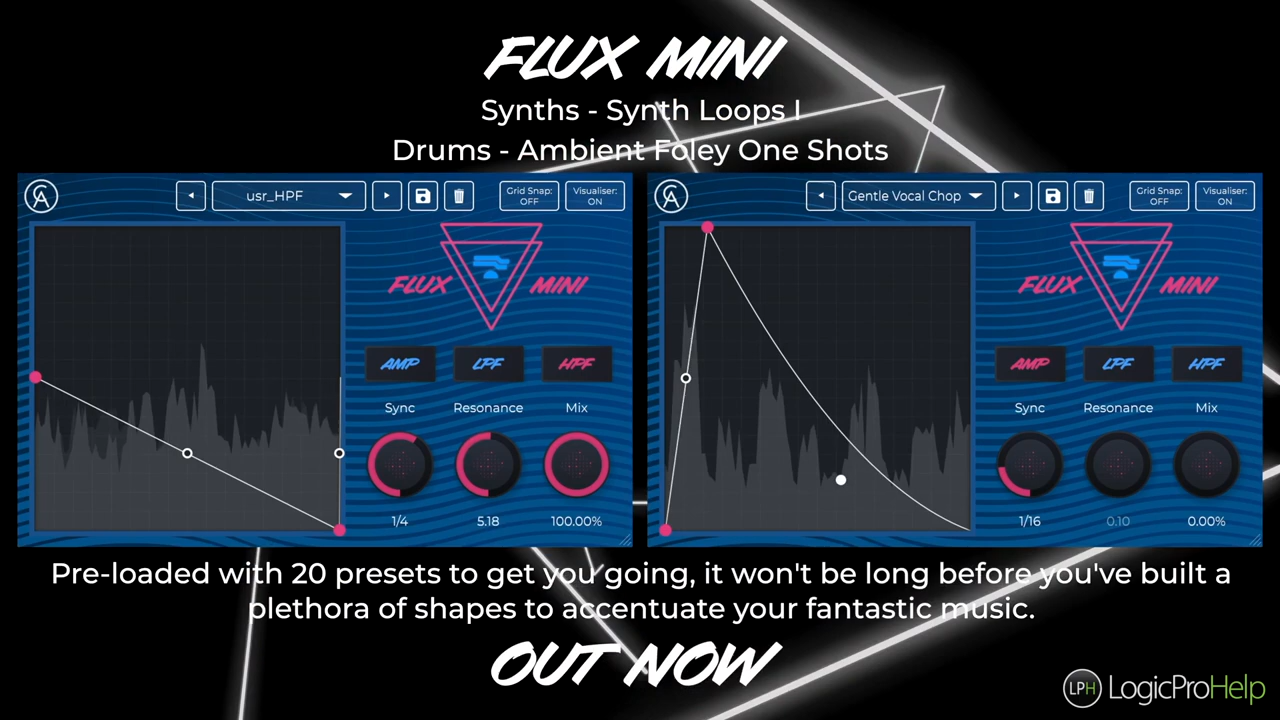 FLUX MINI
Synths - Synth Loops I
Drums - Ambient Foley One Shots
CA
usr_HPF
Grid Snap:
OFF
Visualiser:
ON
FLUX MINI
AMP LPF HPF
Sync Resonance Mix
1/4 5.18 100.00%
CA
Gentle Vocal Chop
Grid Snap:
OFF
Visualiser:
ON
FLUX MINI
AMP LPF HPF
Sync Resonance Mix
1/16 0.10 0.00%
Pre-loaded with 20 presets to get you going, it won't be long before you've built a
plethora of shapes to accentuate your fantastic music.
OUT NOW
LPH LogicProHelp